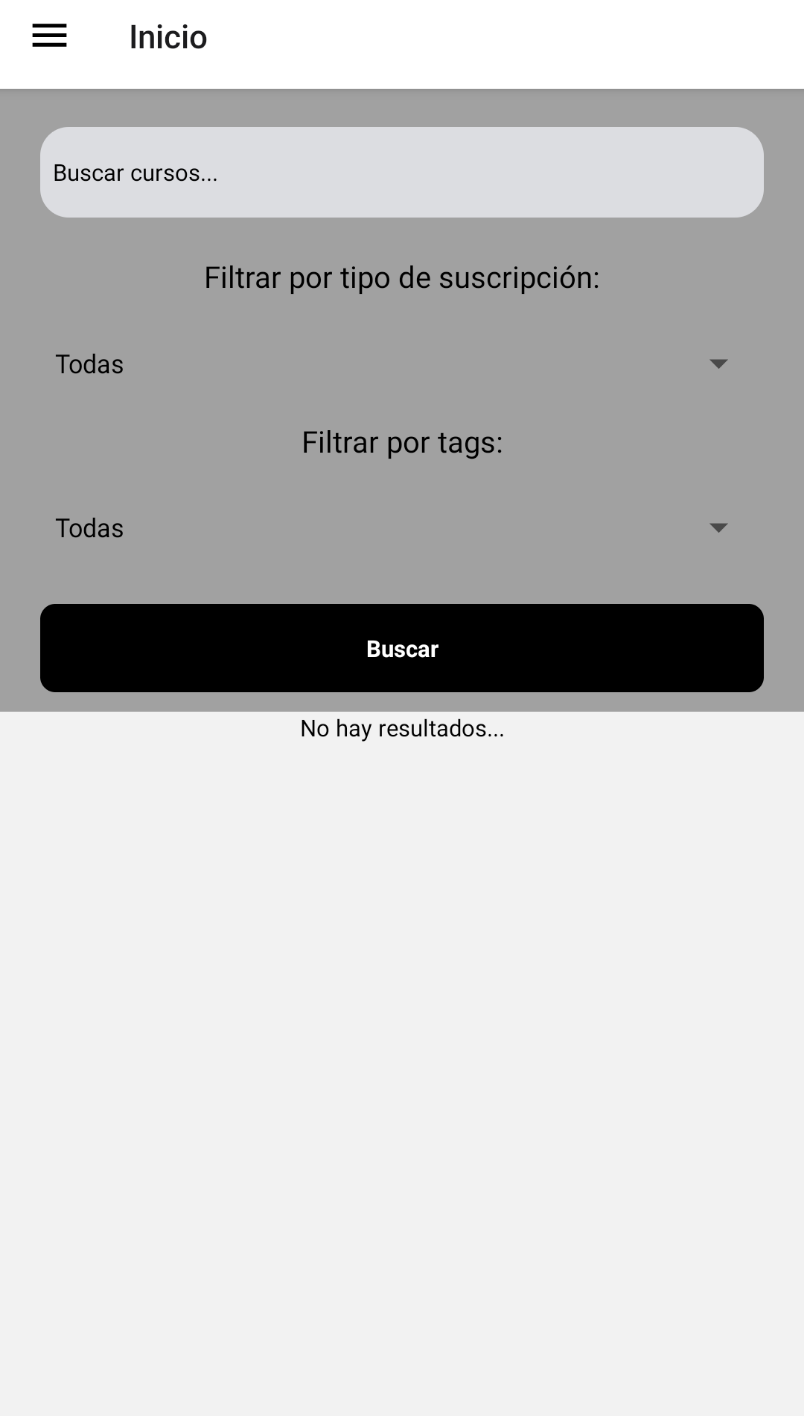 Inicio
Buscar cursos...
Filtrar por tipo de suscripción:
Todas
Filtrar por tags:
Todas
Buscar
No hay resultados...